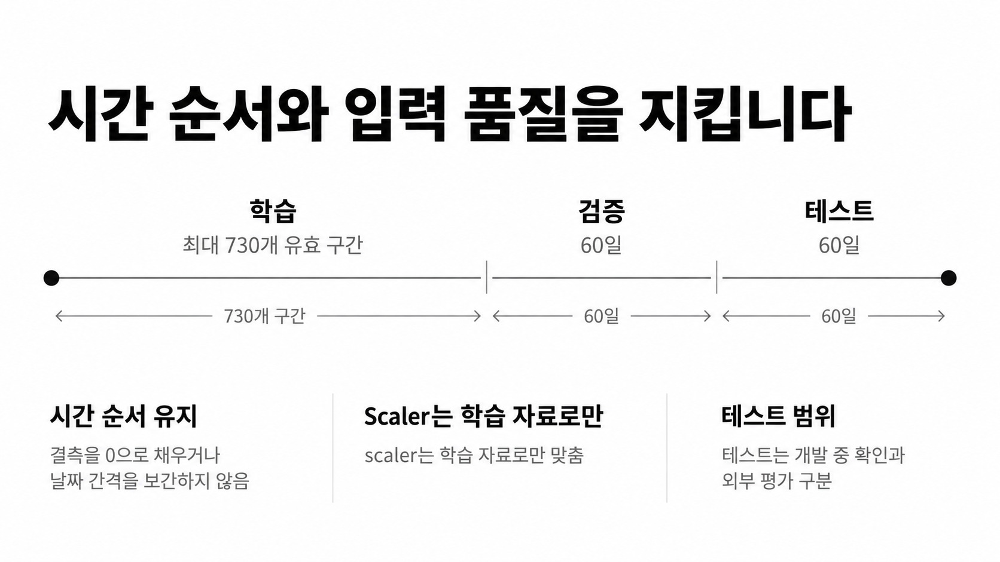 시간 순서와 입력 품질을 지킵니다
학습
최대 730개 유효 구간
검증
60일
테스트
60일
730개 구간
60일
60일
시간 순서 유지
결측을 0으로 채우거나
날짜 간격을 보간하지 않음
Scaler는 학습 자료로만
scaler는 학습 자료로만 맞춤
테스트 범위
테스트는 개발 중 확인과
외부 평가 구분